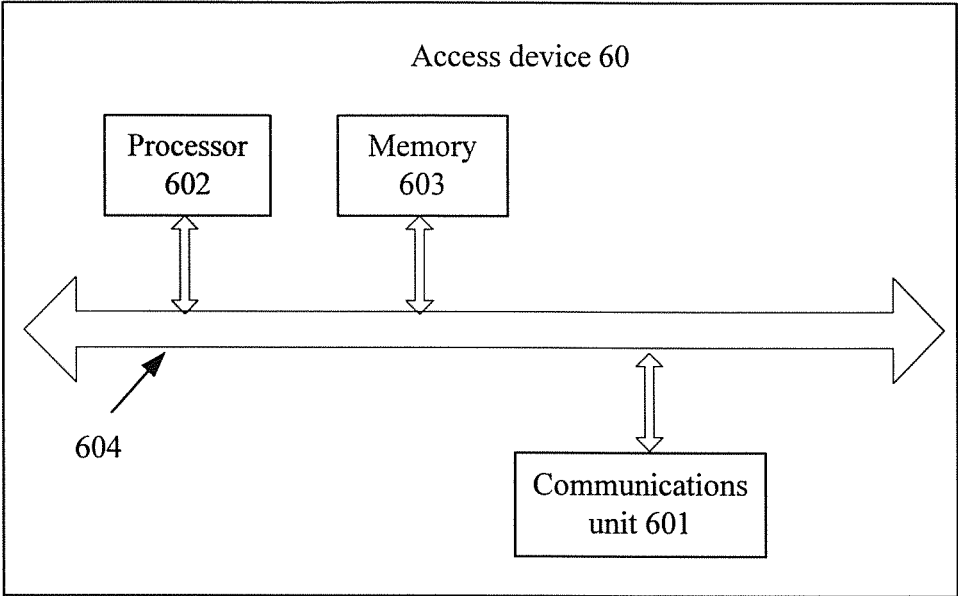 Access device 60
Processor
602
Memory
603
604
Communications
unit 601